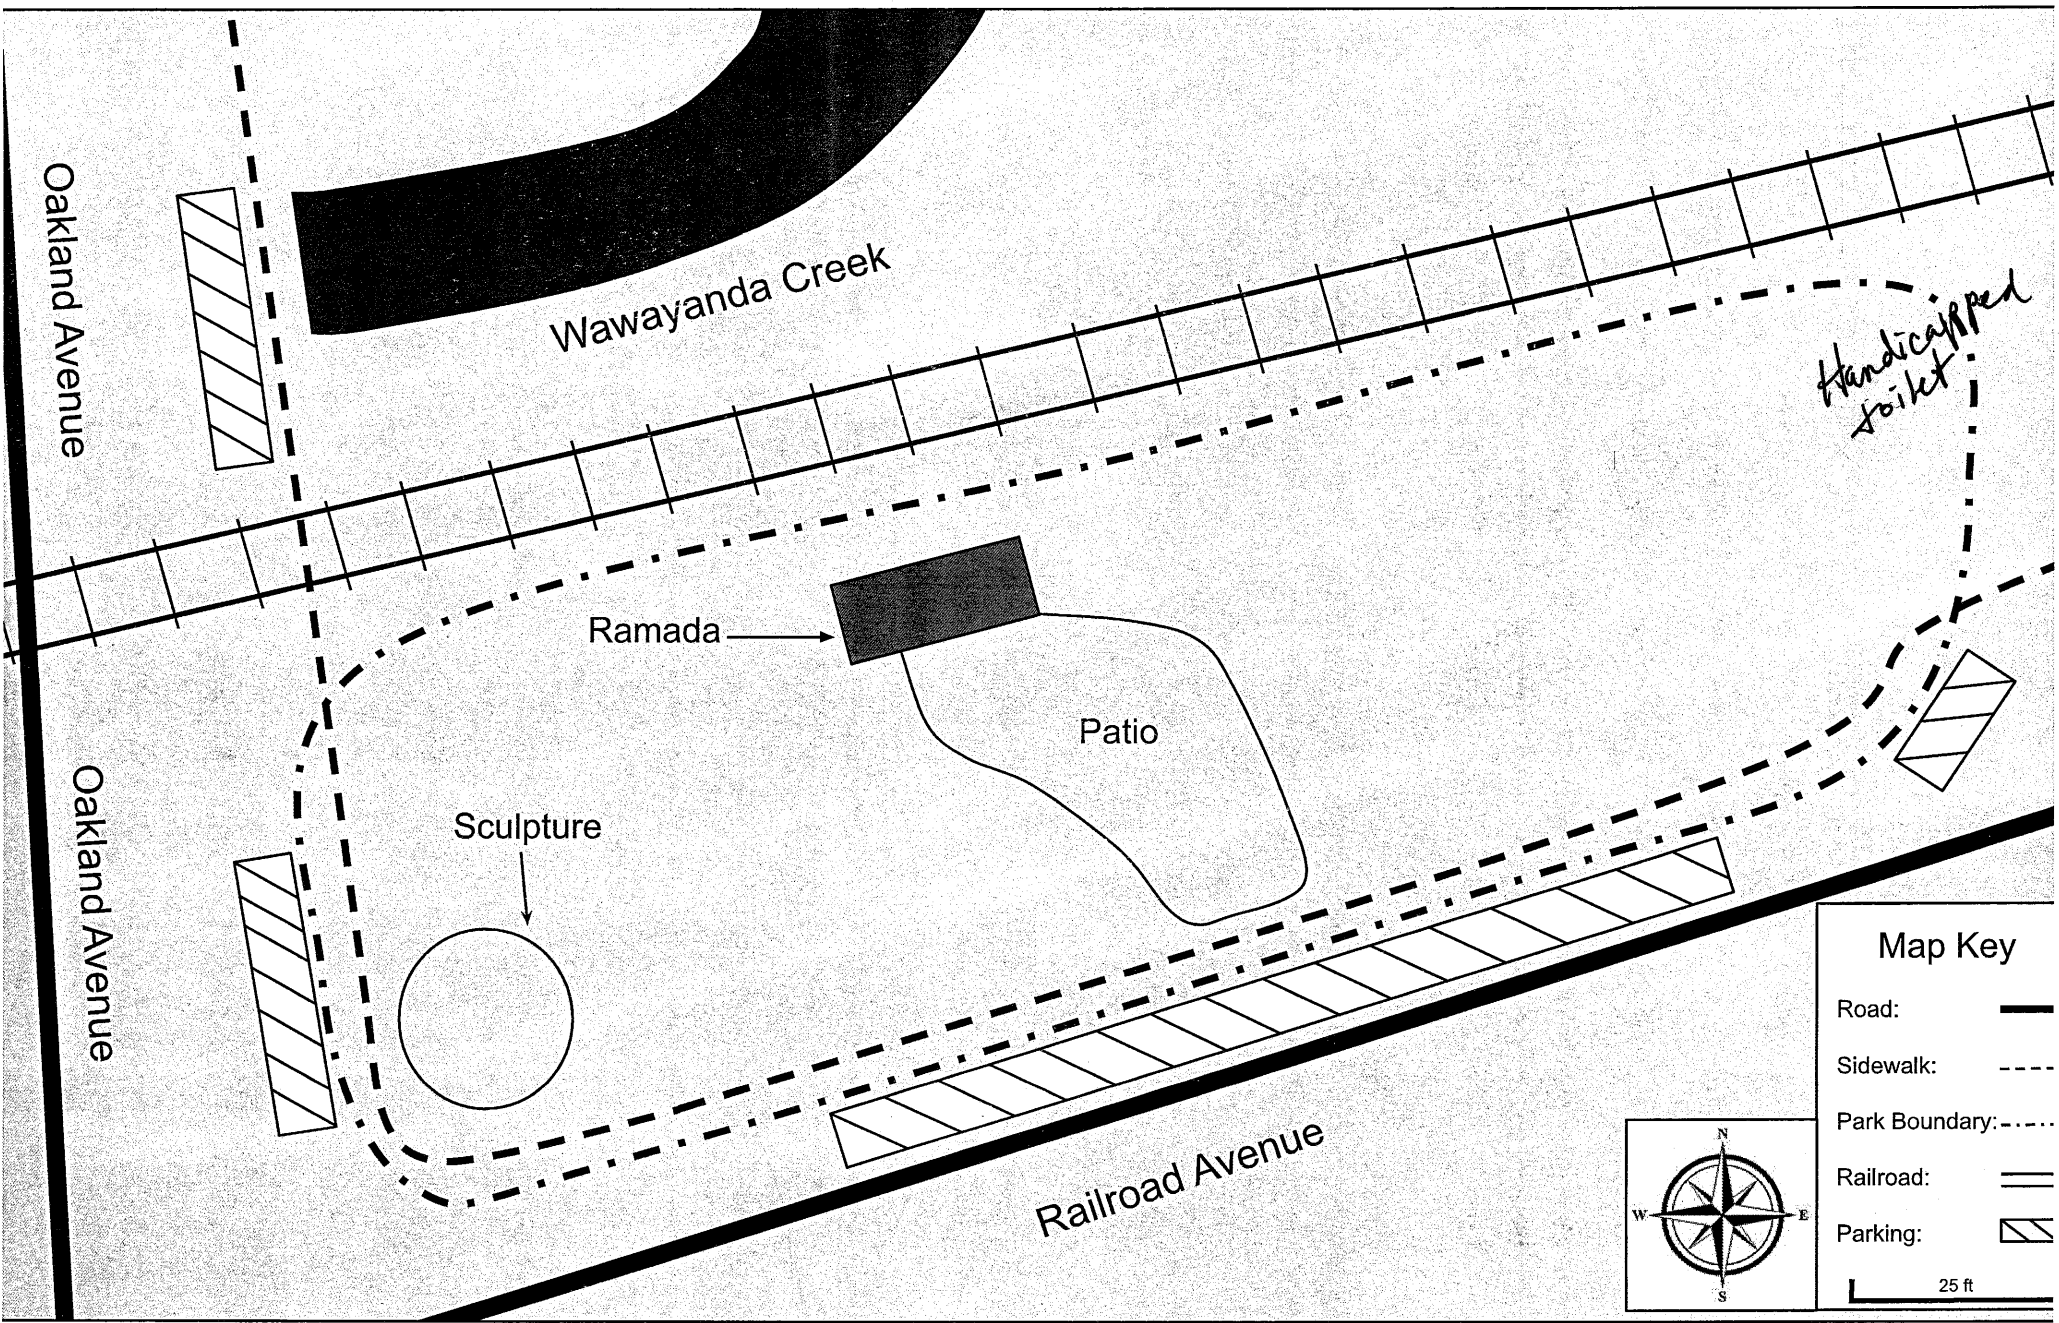 Oakland Avenue
Wawayanda Creek
Handicapped
toilet
Ramada
Patio
Sculpture
Oakland Avenue
Railroad Avenue
Map Key
Road:
Sidewalk:
Park Boundary:
Railroad:
Parking:
25 ft
N
W
E
S